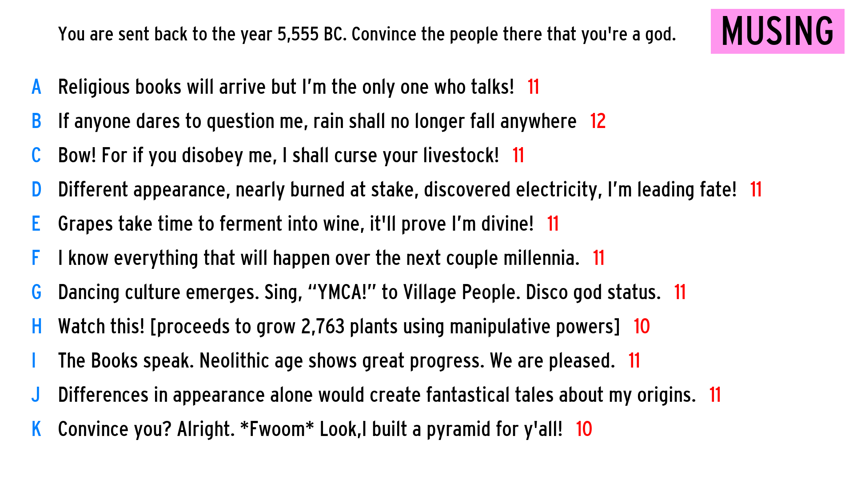 You are sent back to the year 5,555 BC. Convince the people there that you're a god.
MUSING
A Religious books will arrive but I'm the only one who talks! 11
B If anyone dares to question me, rain shall no longer fall anywhere 12
C Bow! For if you disobey me, I shall curse your livestock! 11
D Different appearance, nearly burned at stake, discovered electricity, I'm leading fate! 11
E Grapes take time to ferment into wine, it'll prove I'm divine! 11
F I know everything that will happen over the next couple millennia. 11
G Dancing culture emerges. Sing, “YMCA!” to Village People. Disco god status. 11
H Watch this! [proceeds to grow 2,763 plants using manipulative powers] 10
I The Books speak. Neolithic age shows great progress. We are pleased. 11
J Differences in appearance alone would create fantastical tales about my origins. 11
K Convince you? Alright. *Fwoom* Look,I built a pyramid for y'all! 10